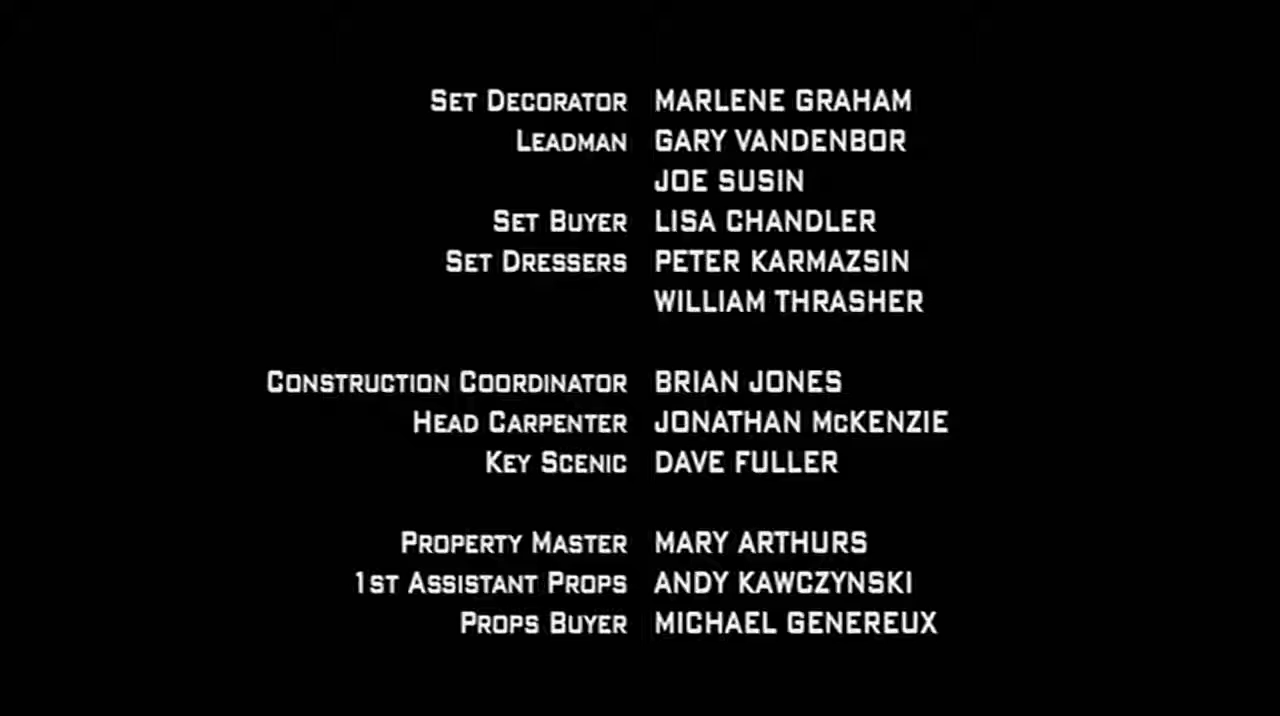 Set Decorator MARLENE GRAHAM
Leadman GARY VANDENBOR
JOE SUSIN
Set Buyer LISA CHANDLER
Set Dressers PETER KARMAZSIN
WILLIAM THRASHER
Construction Coordinator BRIAN JONES
Head Carpenter JONATHAN McKENZIE
Key Scenic DAVE FULLER
Property Master MARY ARTHURS
1st Assistant Props ANDY KAWCZYNSKI
Props Buyer MICHAEL GENEREUX